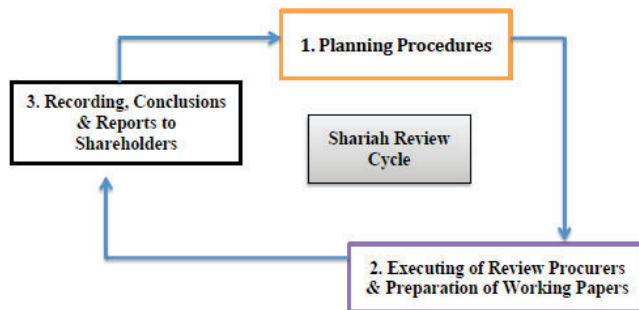 1. Planning Procedures
3. Recording, Conclusions
& Reports to
Shareholders
Shariah Review
Cycle
2. Executing of Review Procurers
& Preparation of Working Papers